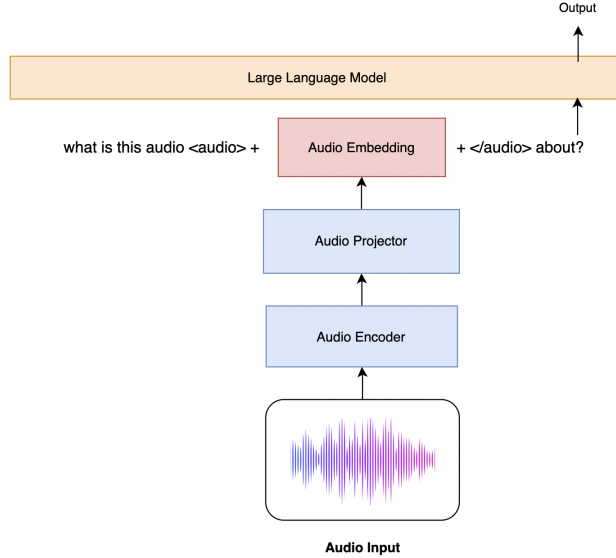 Output
Large Language Model
what is this audio <audio> + Audio Embedding + </audio> about?
Audio Projector
Audio Encoder
Audio Input